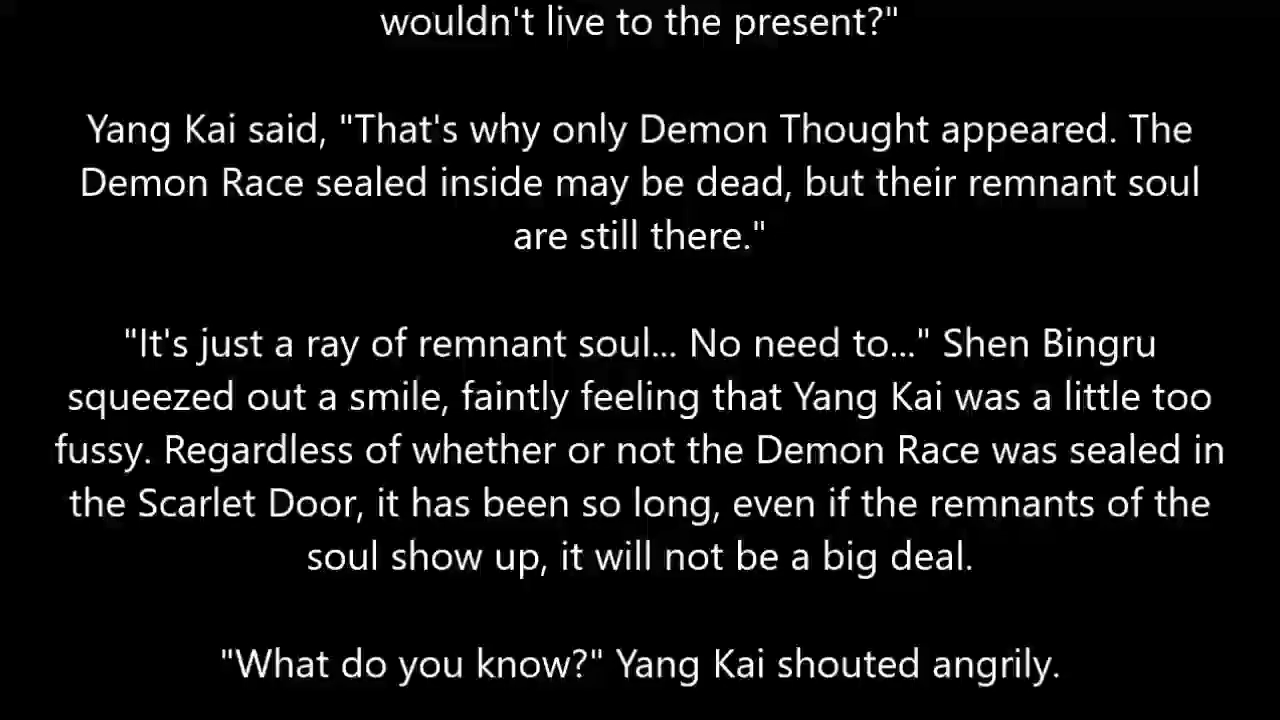 wouldn't live to the present?"
Yang Kai said, "That's why only Demon Thought appeared. The
Demon Race sealed inside may be dead, but their remnant soul
are still there."
"It's just a ray of remnant soul... No need to..." Shen Bingru
squeezed out a smile, faintly feeling that Yang Kai was a little too
fussy. Regardless of whether or not the Demon Race was sealed in
the Scarlet Door, it has been so long, even if the remnants of the
soul show up, it will not be a big deal.
"What do you know?" Yang Kai shouted angrily.